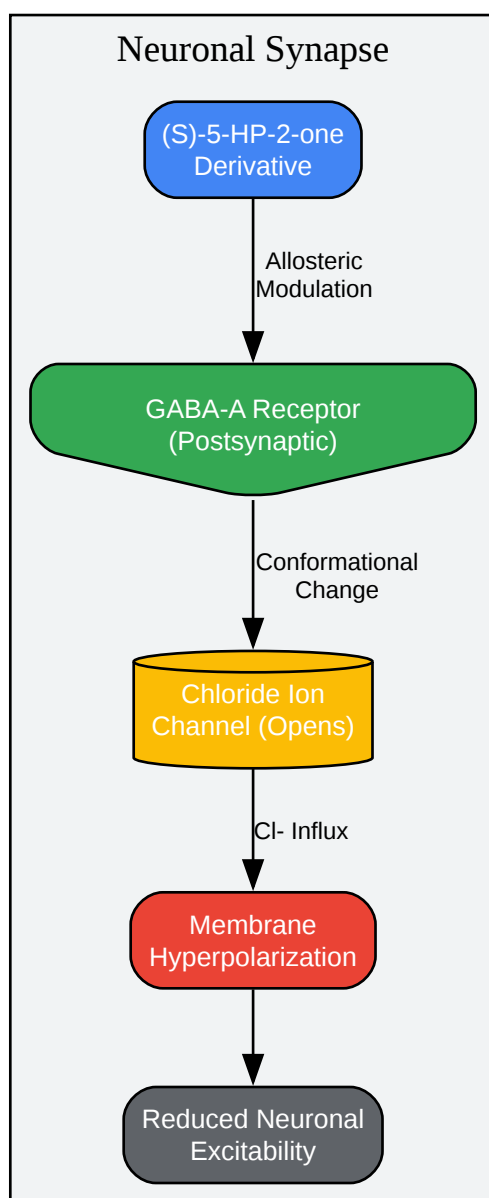 Neuronal Synapse
(S)-5-HP-2-one
Derivative
Allosteric
Modulation
GABA-A Receptor
(Postsynaptic)
Conformational
Change
Chloride Ion
Channel (Opens)
Cl- Influx
Membrane
Hyperpolarization
Reduced Neuronal
Excitability